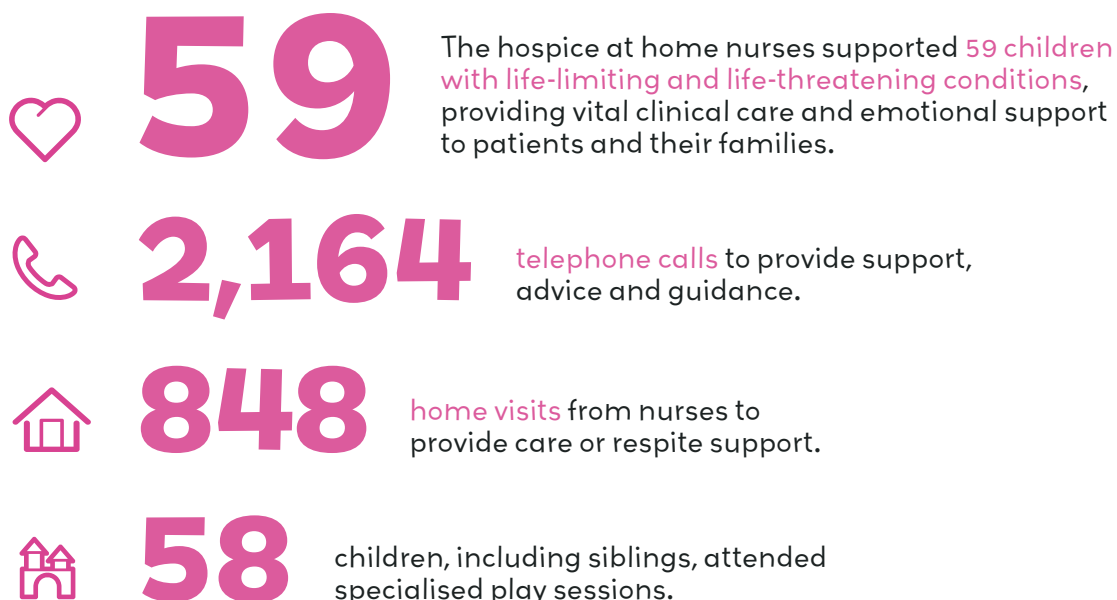 59
The hospice at home nurses supported 59 children
with life-limiting and life-threatening conditions,
providing vital clinical care and emotional support
to patients and their families.
2,164
telephone calls to provide support,
advice and guidance.
848
home visits from nurses to
provide care or respite support.
58
children, including siblings, attended
specialised play sessions.